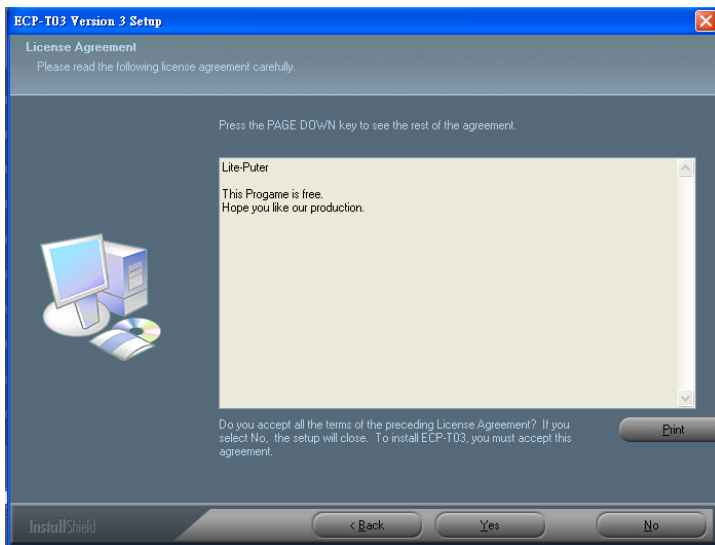 ECP-T03 Version 3 Setup
License Agreement
Please read the following license agreement carefully.
Press the PAGE DOWN key to see the rest of the agreement.
Lite-Puter
This Progame is free.
Hope you like our production.
Do you accept all the terms of the preceding License Agreement? If you
select No, the setup will close. To install ECP-T03, you must accept this
agreement.
Print
InstallShield
< Back
Yes
No